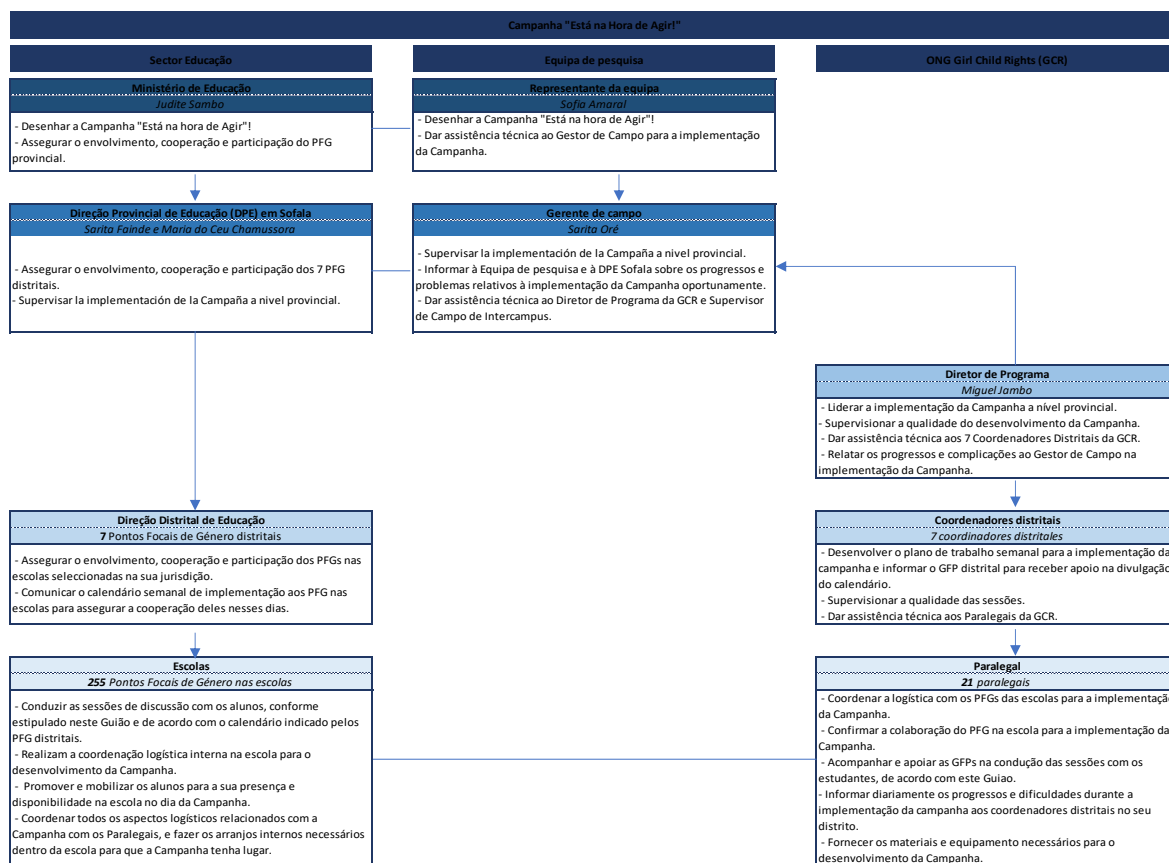 Campanha "Está na Hora de Agir!"
Sector Educação
Equipa de pesquisa
ONG Girl Child Rights (GCR)
Ministério de Educação
Judite Sambo
- Desenhar a Campanha "Está na hora de Agir"!
- Assegurar o envolvimento, cooperação e participação do PFG
provincial.
Representante da equipa
Sofia Amaral
- Desenhar a Campanha "Está na hora de Agir"!
- Dar assistência técnica ao Gestor de Campo para a implementação
da Campanha.
Direção Provincial de Educação (DPE) em Sofala
Sarita Fainde e Maria do Ceu Chamussora
- Assegurar o envolvimento, cooperação e participação dos 7 PFG
distritais.
- Supervisar la implementación de la Campaña a nivel provincial.
Gerente de campo
Sarita Oré
- Supervisar la implementación de la Campaña a nivel provincial.
- Informar à Equipa de pesquisa e à DPE Sofala sobre os progressos e
problemas relativos à implementação da Campanha oportunamente.
- Dar assistência técnica ao Diretor de Programa da GCR e Supervisor
de Campo de Intercampus.
Diretor de Programa
Miguel Jambo
- Liderar a implementação da Campanha a nível provincial.
- Supervisionar a qualidade do desenvolvimento da Campanha.
- Dar assistência técnica aos 7 Coordenadores Distritais da GCR.
- Relatar os progressos e complicações ao Gestor de Campo na
implementação da Campanha.
Direção Distrital de Educação
7 Pontos Focais de Género distritais
- Assegurar o envolvimento, cooperação e participação dos PFGs nas
escolas seleccionadas na sua jurisdição.
- Comunicar o calendário semanal de implementação aos PFG nas
escolas para assegurar a cooperação deles nesses dias.
Coordenadores distritais
7 coordinadores distritales
- Desenvolver o plano de trabalho semanal para a implementação da
campanha e informar o GFP distrital para receber apoio na divulgação
do calendário.
- Supervisionar a qualidade das sessões.
- Dar assistência técnica aos Paralegais da GCR.
Escolas
255 Pontos Focais de Género nas escolas
- Conduzir as sessões de discussão com os alunos, conforme
estipulado neste Guião e de acordo com o calendário indicado pelos
PFG distritais.
- Realizam a coordenação logística interna na escola para o
desenvolvimento da Campanha.
- Promover e mobilizar os alunos para a sua presença e
disponibilidade na escola no dia da Campanha.
- Coordenar todos os aspectos logísticos relacionados com a
Campanha com os Paralegais, e fazer os arranjos internos necessários
dentro da escola para que a Campanha tenha lugar.
Paralegal
21 paralegais
- Coordenar a logística com os PFGs das escolas para a implementação
da Campanha.
- Confirmar a colaboração do PFG na escola para a implementação da
Campanha.
- Acompanhar e apoiar as GFPs na condução das sessões com os
estudantes, de acordo com este Guiao.
- Informar diariamente os progressos e dificuldades durante a
implementação da campanha aos coordenadores distritais no seu
distrito.
- Fornecer os materiais e equipamento necessários para o
desenvolvimento da Campanha.